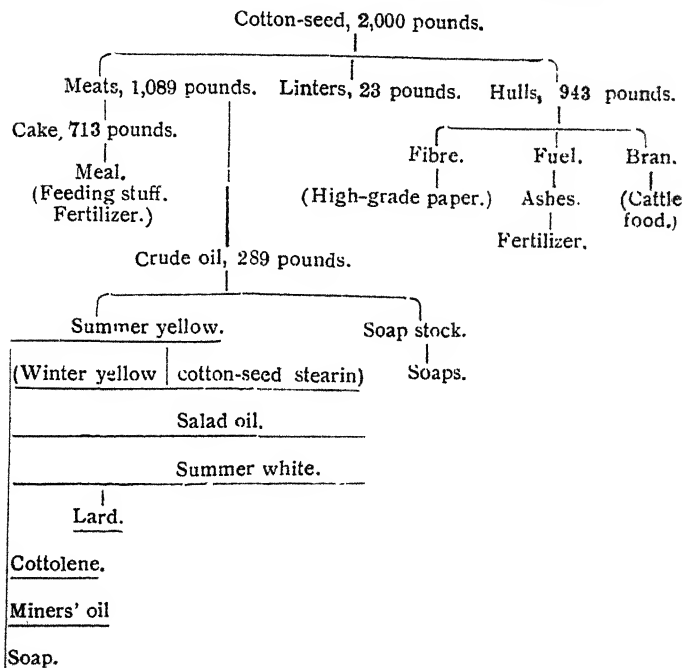 Cotton-seed, 2,000 pounds.
Meats, 1,089 pounds. Linters, 23 pounds. Hulls, 943 pounds.
Cake, 713 pounds.
Fibre. Fuel. Bran.
Meal.
(Feeding stuff.
Fertilizer.)
(High-grade paper.) Ashes. (Cattle
food.)
Fertilizer.
Crude oil, 289 pounds.
Summer yellow. Soap stock.
(Winter yellow cotton-seed stearin) Soaps.
Salad oil.
Summer white.
Lard.
Cottolene.
Miners' oil
Soap.